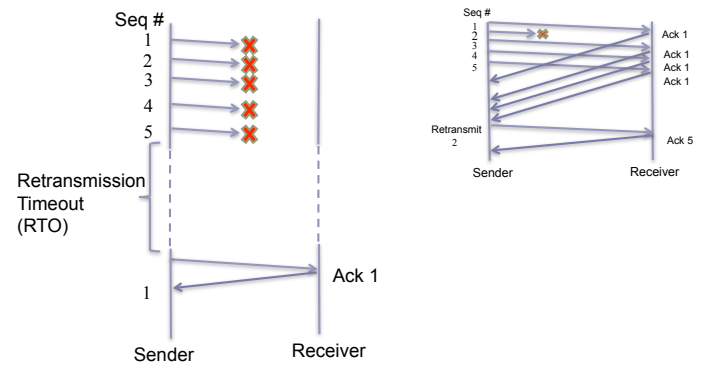 Seq #
1
2
3
4
5
Retransmission
Timeout
(RTO)
1
Ack 1
Sender
Receiver
Seq #
1
2
3
4
5
Ack 1
Ack 1
Ack 1
Ack 1
Retransmit
2
Ack 5
Sender
Receiver